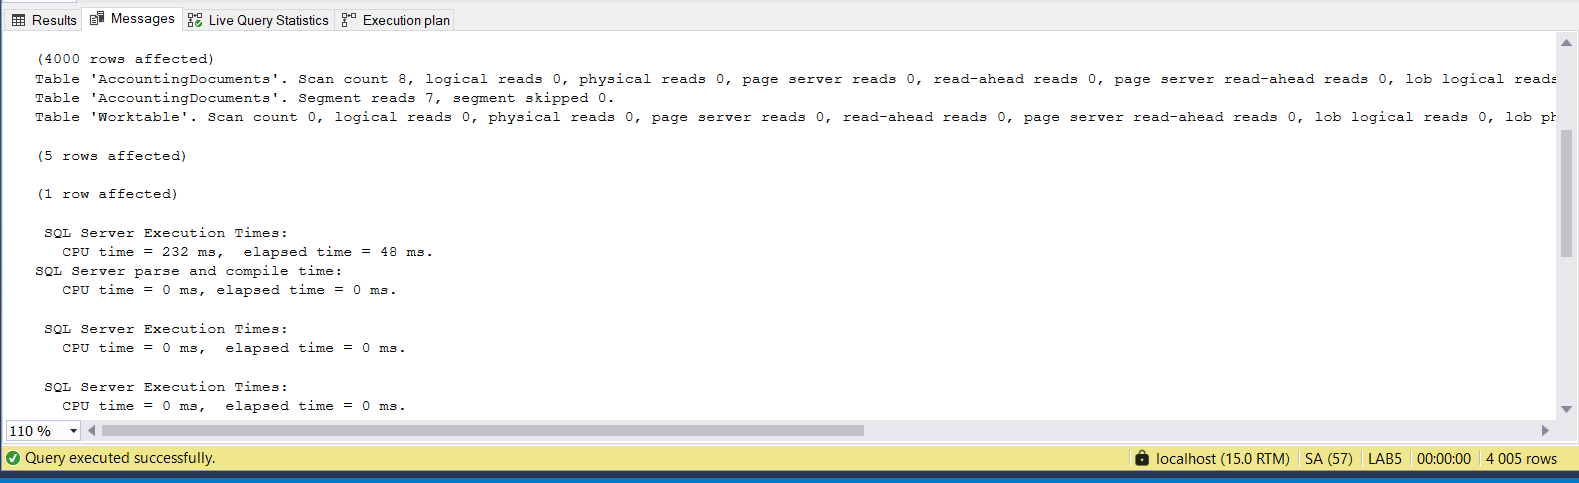 Results Messages Live Query Statistics Execution plan
(4000 rows affected)
Table 'AccountingDocuments'. Scan count 8, logical reads 0, physical reads 0, page server reads 0, read-ahead reads 0, page server read-ahead reads 0, lob logical reads
Table 'AccountingDocuments'. Segment reads 7, segment skipped 0.
Table 'Worktable'. Scan count 0, logical reads 0, physical reads 0, page server reads 0, read-ahead reads 0, page server read-ahead reads 0, lob logical reads 0, lob ph
(5 rows affected)
(1 row affected)
SQL Server Execution Times:
CPU time = 232 ms,  elapsed time = 48 ms.
SQL Server parse and compile time:
CPU time = 0 ms, elapsed time = 0 ms.
SQL Server Execution Times:
CPU time = 0 ms,  elapsed time = 0 ms.
SQL Server Execution Times:
CPU time = 0 ms,  elapsed time = 0 ms.
110 %
Query executed successfully. localhost (15.0 RTM) SA (57) LAB5 00:00:00 4 005 rows